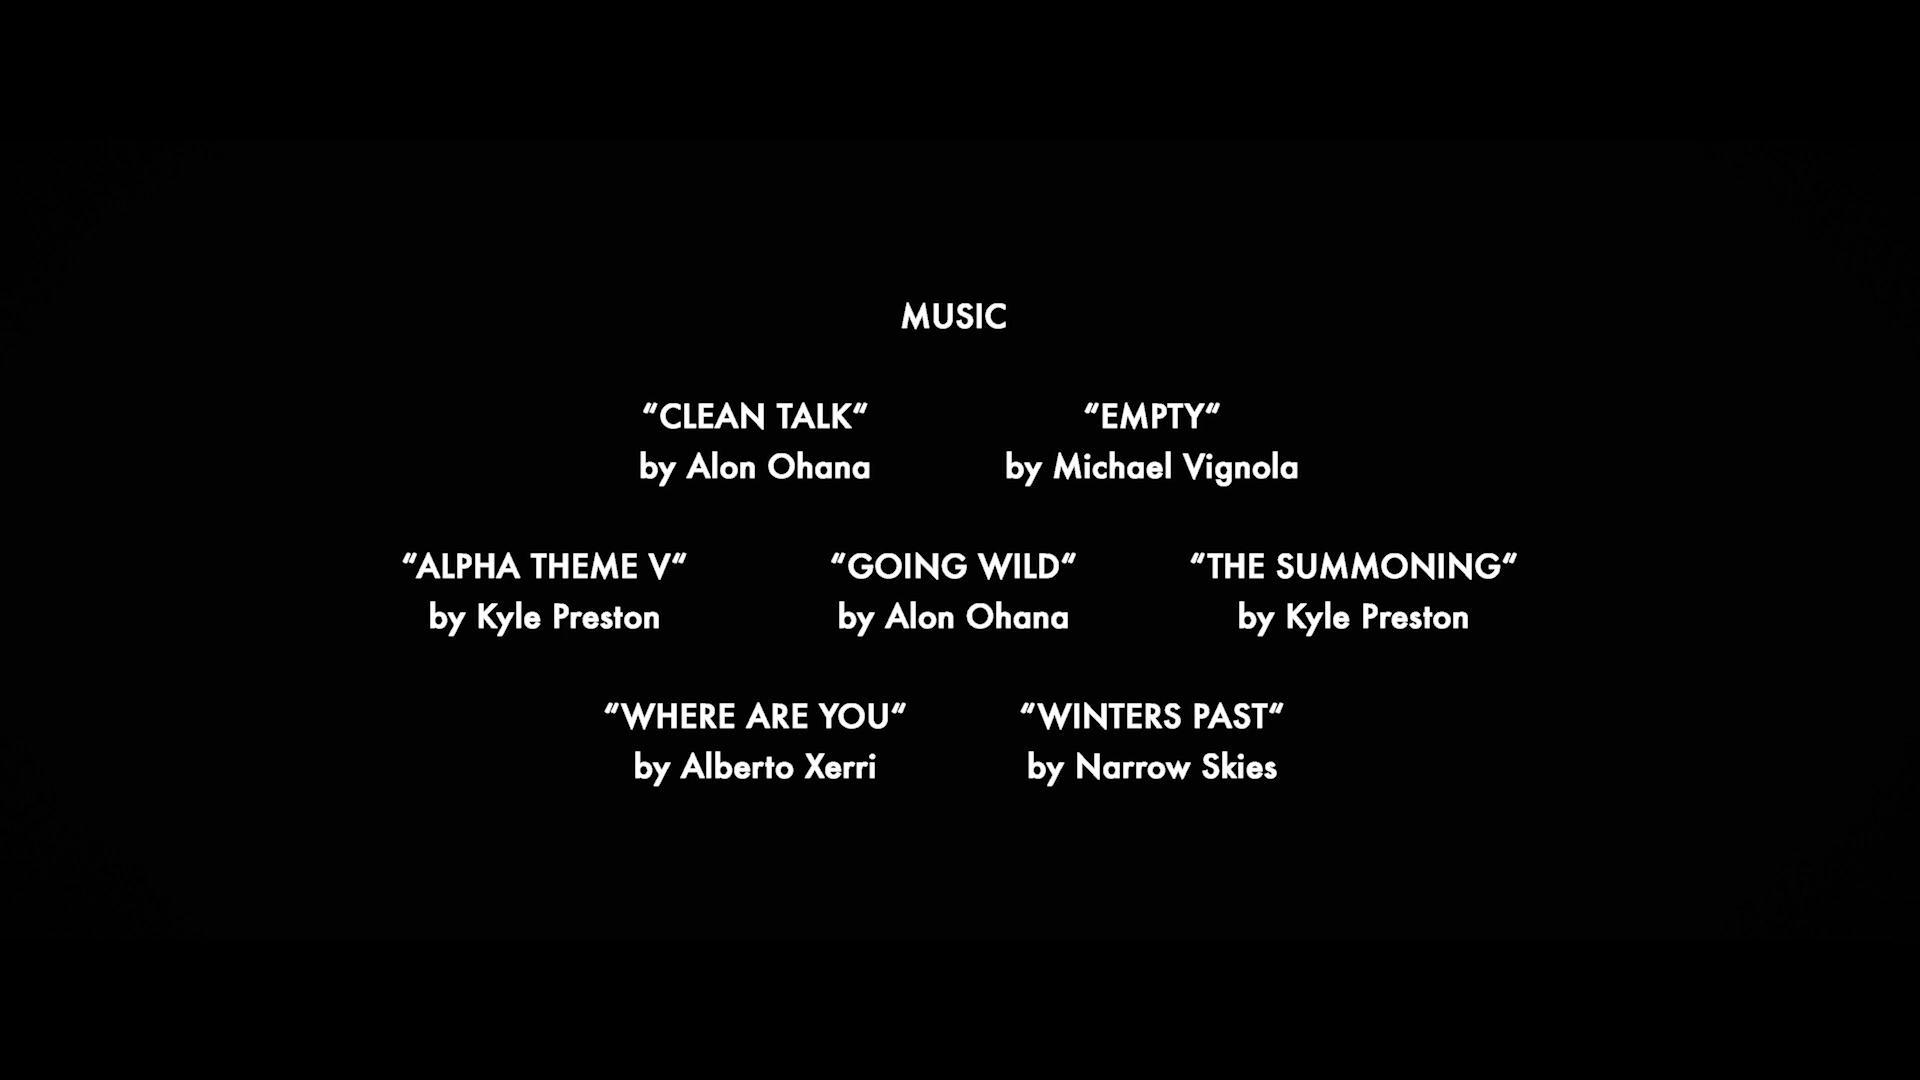 MUSIC
“CLEAN TALK“ “EMPTY“
by Alon Ohana by Michael Vignola
“ALPHA THEME V“ “GOING WILD“ “THE SUMMONING“
by Kyle Preston by Alon Ohana by Kyle Preston
“WHERE ARE YOU“ “WINTERS PAST“
by Alberto Xerri by Narrow Skies